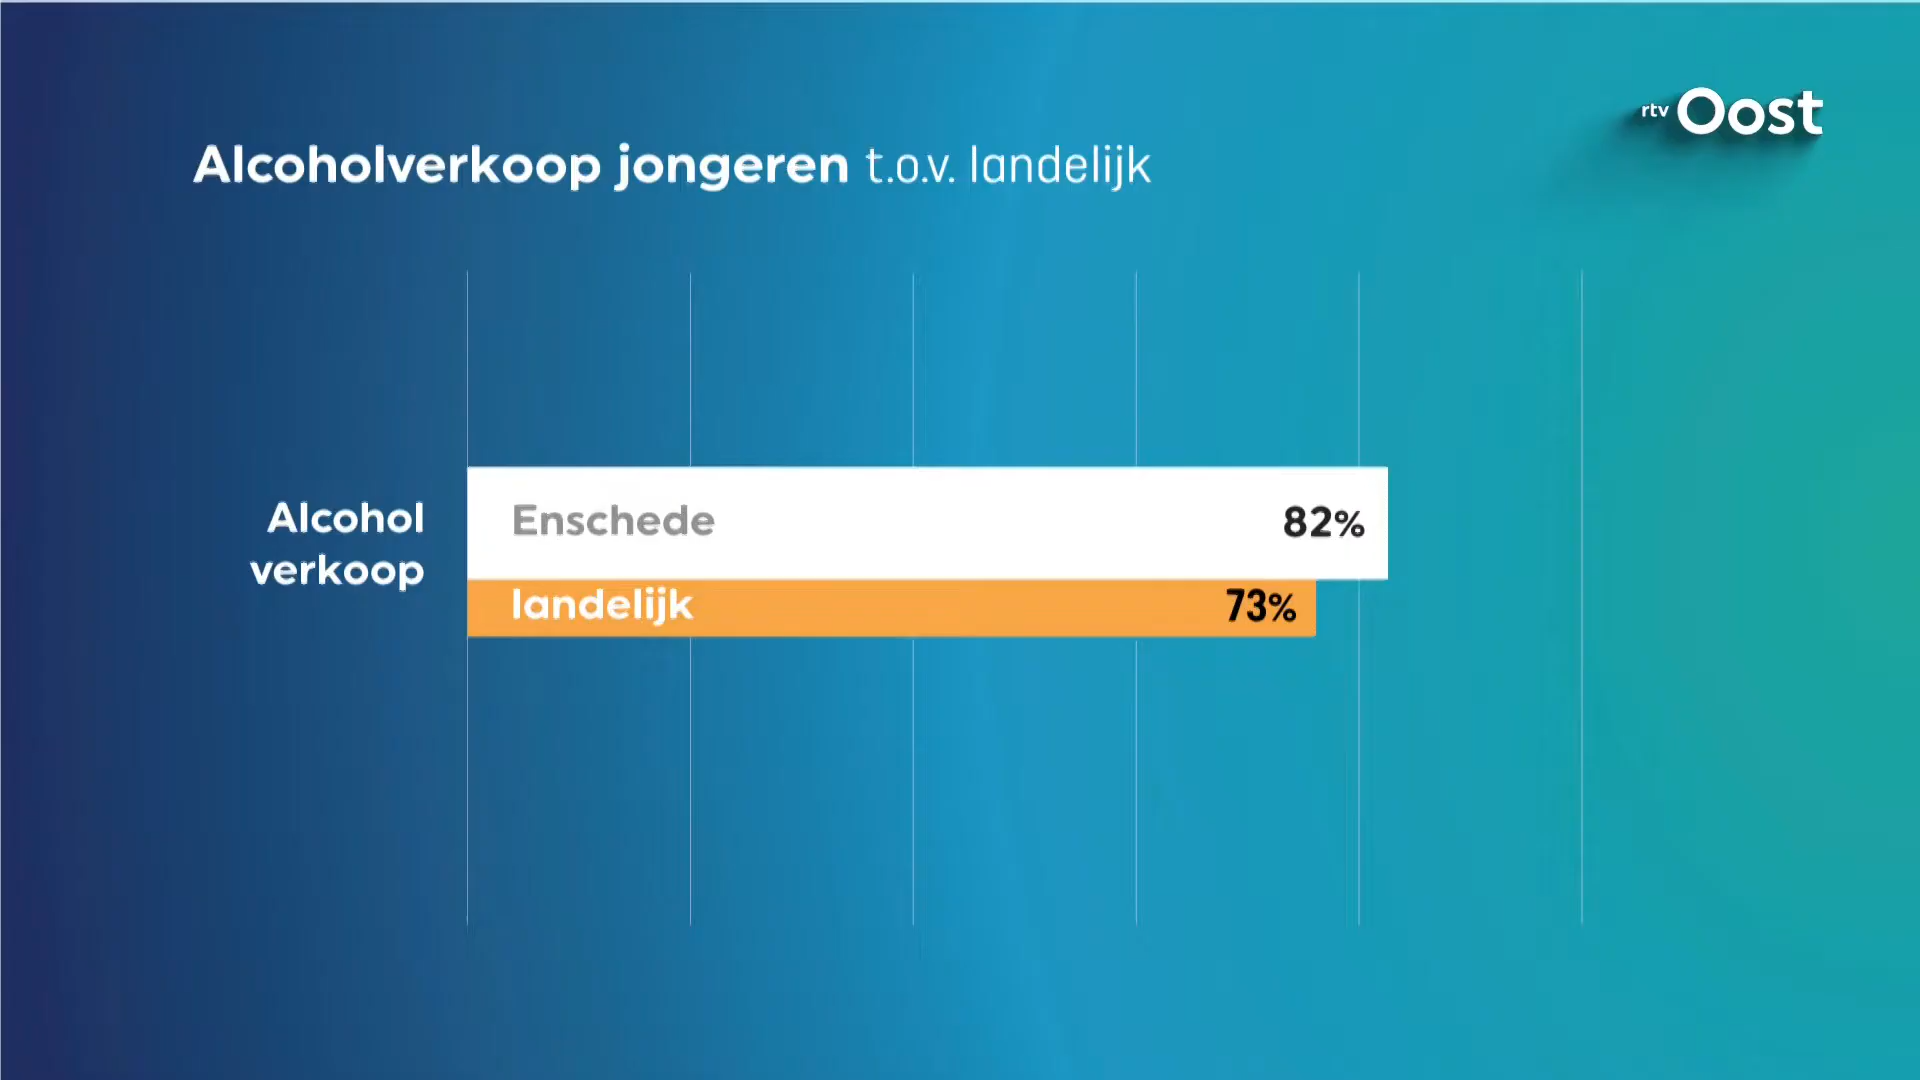 rtv Oost
Alcoholverkoop jongeren t.o.v. landelijk
Alcohol
verkoop
Enschede 82%
landelijk 73%